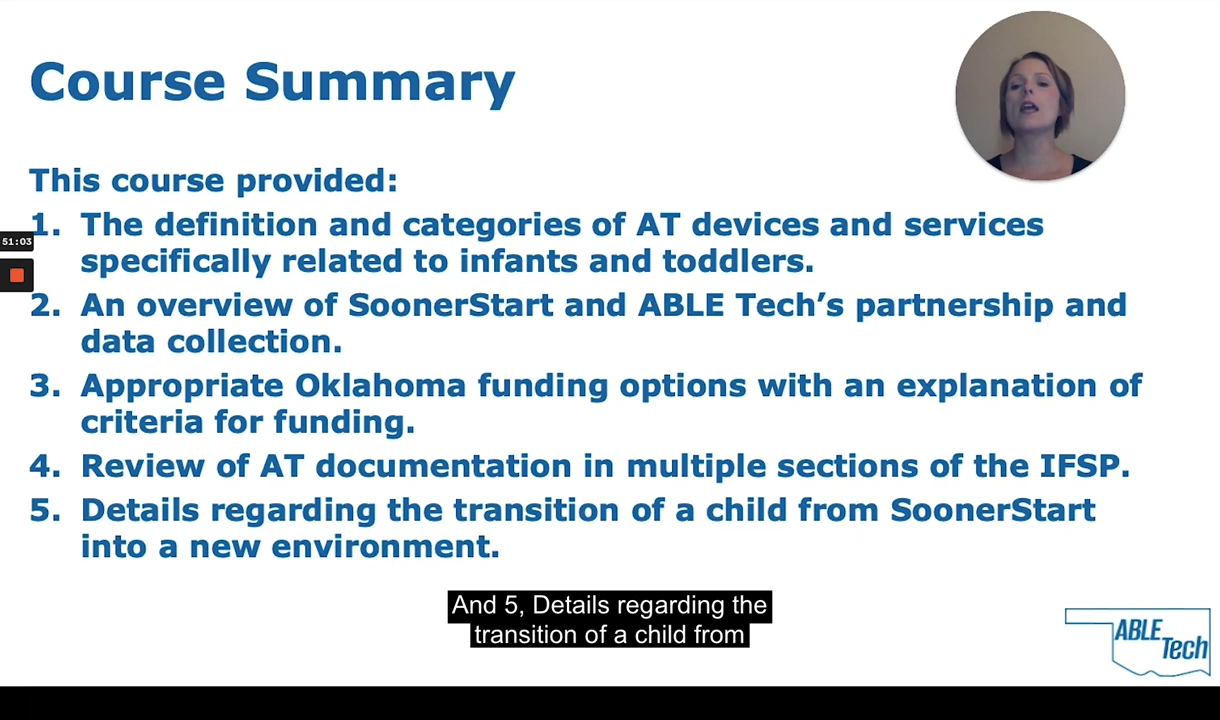 Course Summary
This course provided:
1. The definition and categories of AT devices and services
specifically related to infants and toddlers.
51:03
2. An overview of SoonerStart and ABLE Tech’s partnership and
data collection.
3. Appropriate Oklahoma funding options with an explanation of
criteria for funding.
4. Review of AT documentation in multiple sections of the IFSP.
5. Details regarding the transition of a child from SoonerStart
into a new environment.
And 5, Details regarding the
transition of a child from
ABLE
Tech